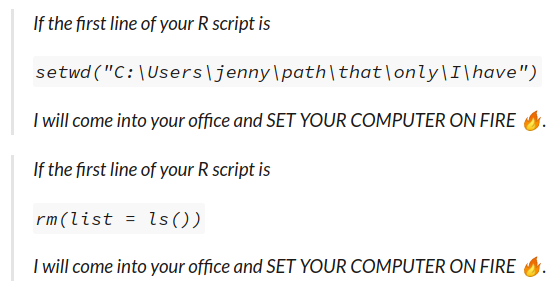 If the first line of your R script is
setwd("C:\Users\jenny\path\that\only\I\have")
I will come into your office and SET YOUR COMPUTER ON FIRE 🔥.
If the first line of your R script is
rm(list = ls())
I will come into your office and SET YOUR COMPUTER ON FIRE 🔥.